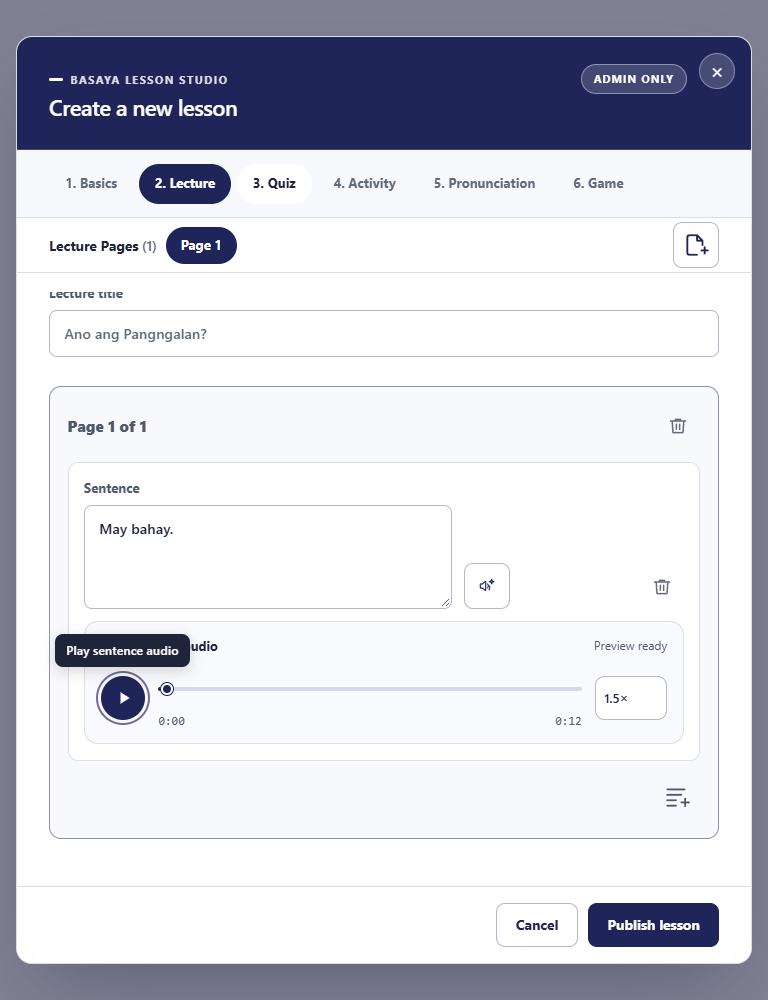 BASAYA LESSON STUDIO
ADMIN ONLY
Create a new lesson
1. Basics
2. Lecture
3. Quiz
4. Activity
5. Pronunciation
6. Game
Lecture Pages (1)
Page 1
Lecture title
Ano ang Pangngalan?
Page 1 of 1
Sentence
May bahay.
Play sentence audio
Preview ready
0:00
0:12
1.5×
Cancel
Publish lesson